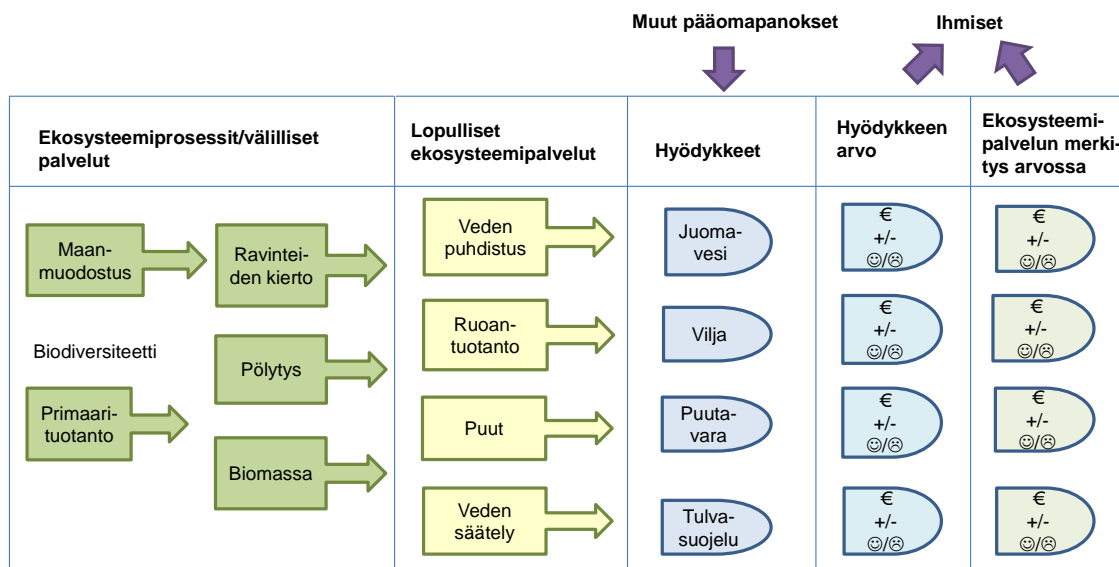 Muut pääomapanokset
Ihmiset
Ekosysteemiprosessit/välilliset
palvelut
Lopulliset
ekosysteemipalvelut
Hyödykkeet
Hyödykkeen
arvo
Ekosysteemi-
palvelun merki-
tys arvossa
Maan-
muodostus
Ravintei-
den kierto
Biodiversiteetti
Pölytys
Primaari-
tuotanto
Biomassa
Veden
puhdistus
Ruoan-
tuotanto
Puut
Veden
säätely
Juoma-
vesi
Vilja
Puuta-
vara
Tulva-
suojelu
€
+/-
☺/☹
€
+/-
☺/☹
€
+/-
☺/☹
€
+/-
☺/☹
€
+/-
☺/☹
€
+/-
☺/☹
€
+/-
☺/☹
€
+/-
☺/☹